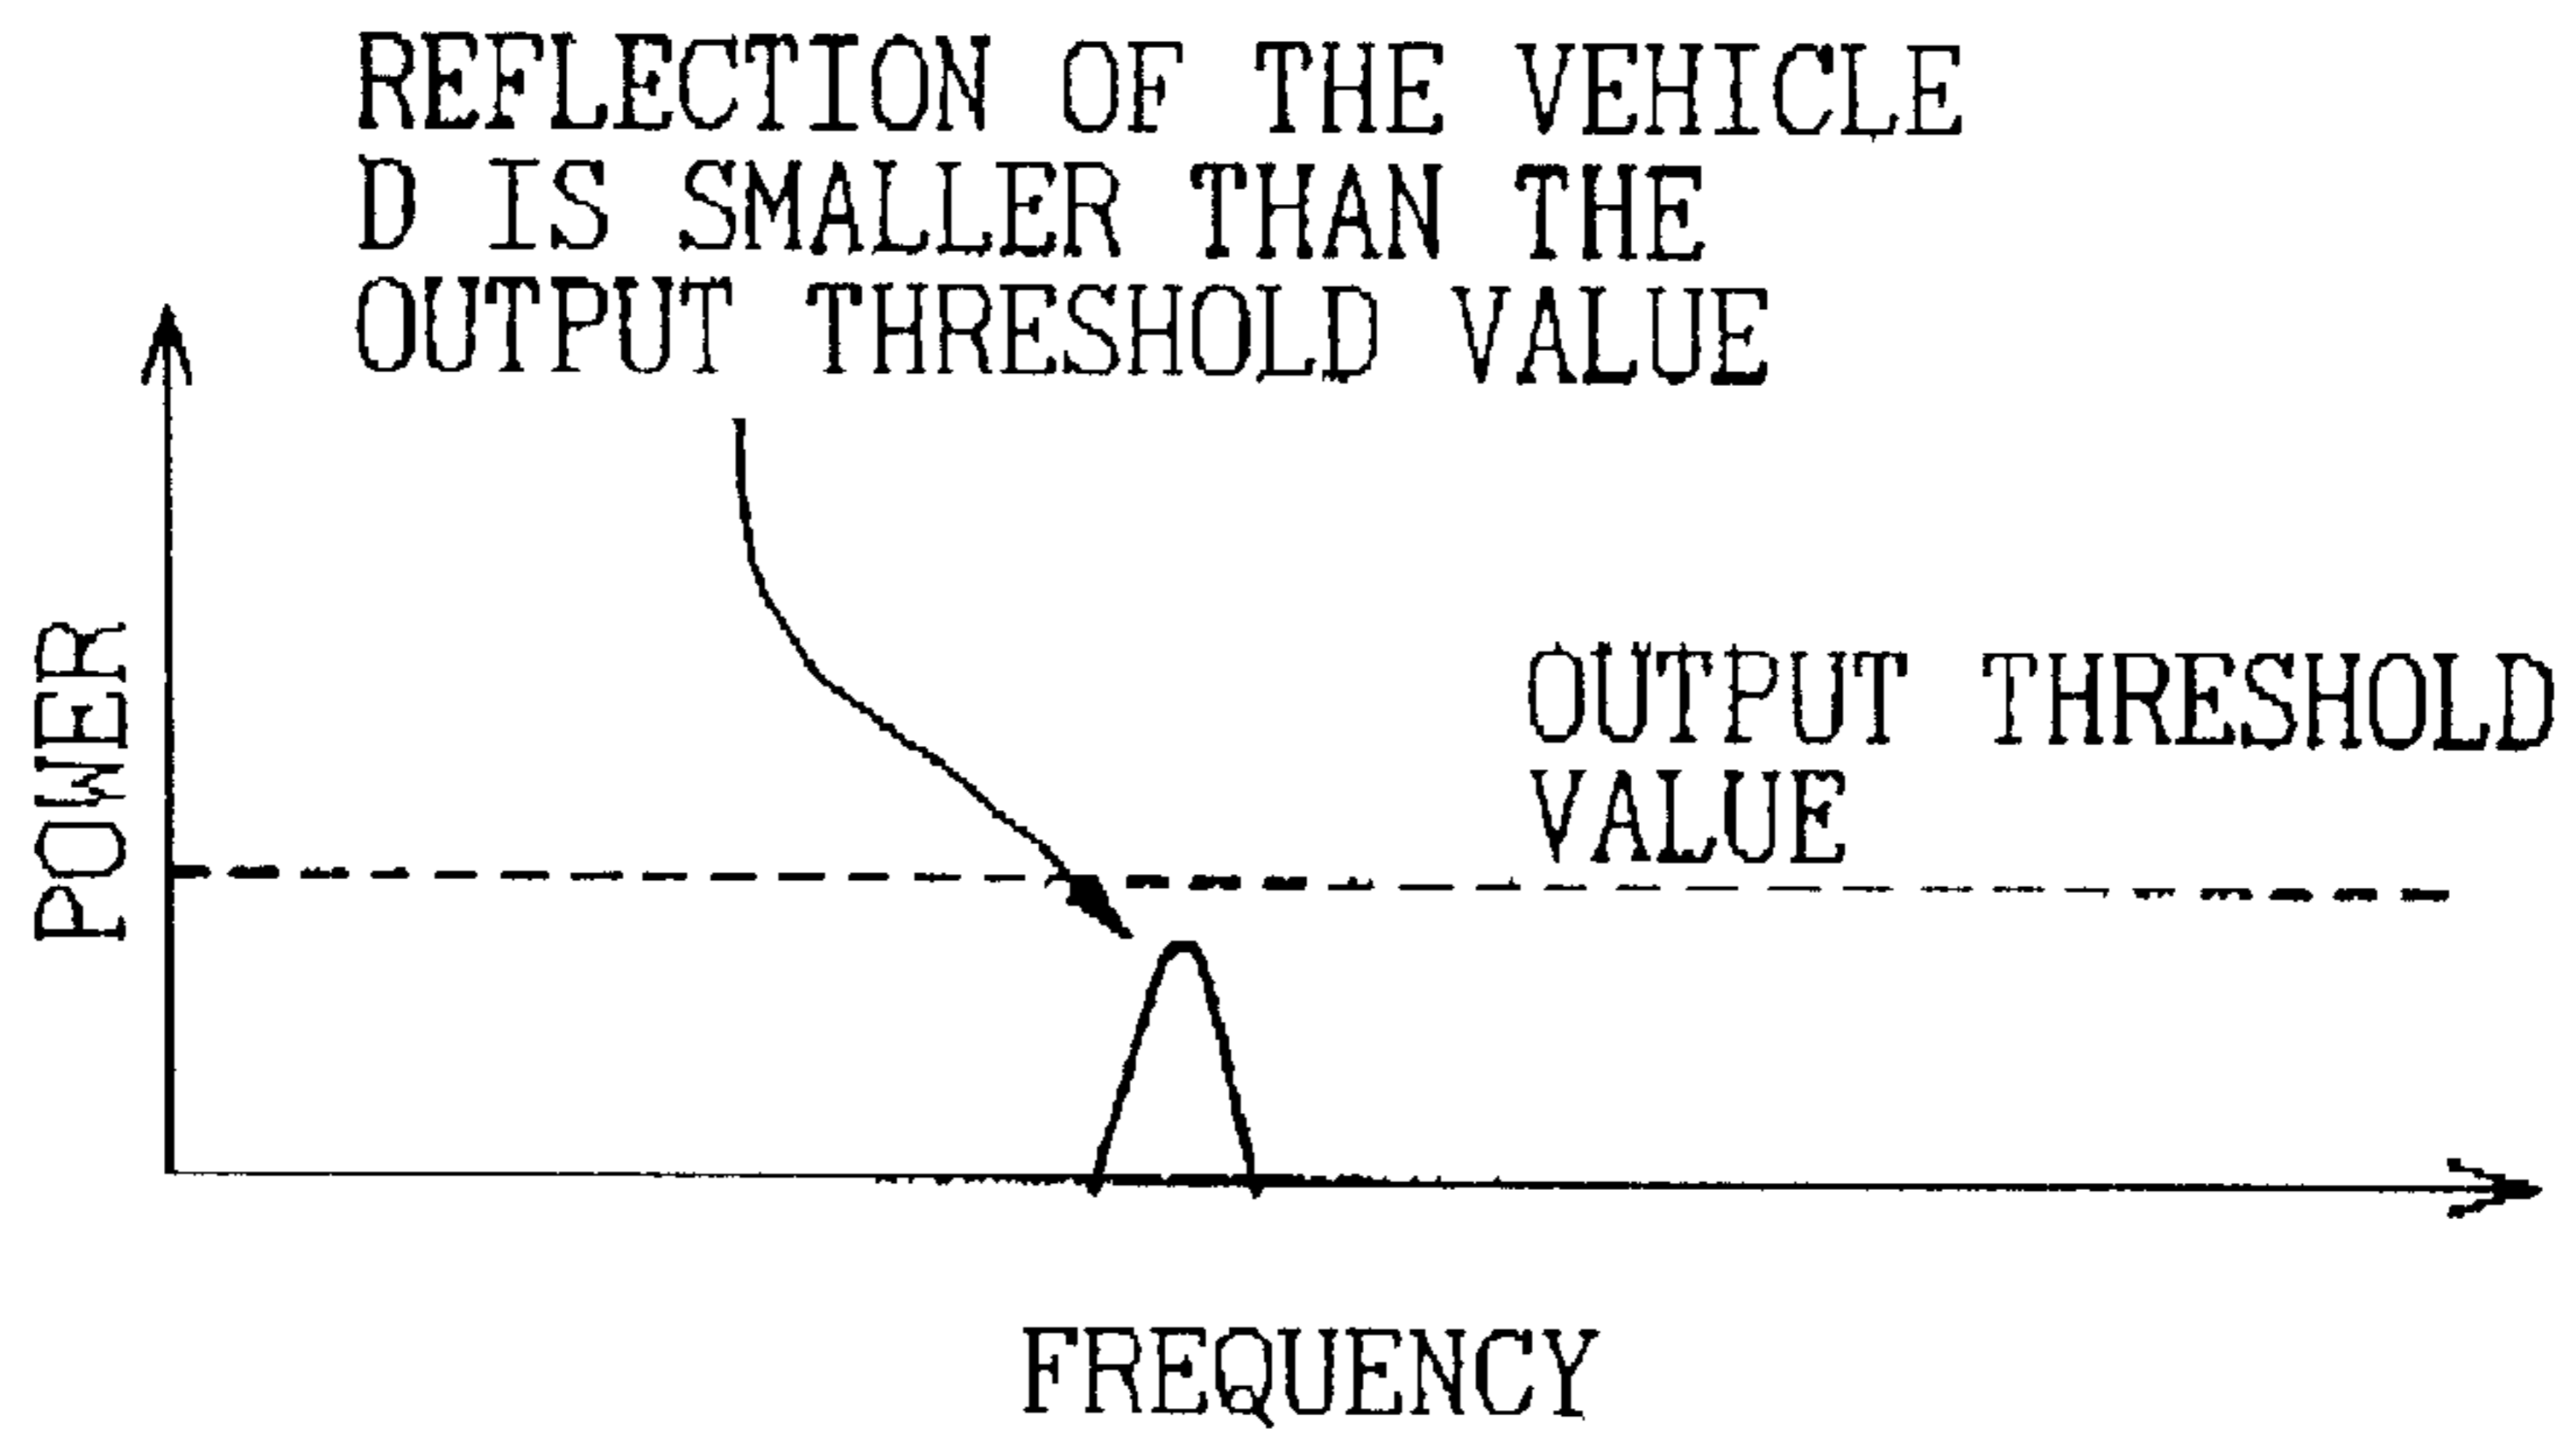 REFLECTION OF THE VEHICLE
D IS SMALLER THAN THE
OUTPUT THRESHOLD VALUE
OUTPUT THRESHOLD
VALUE
POWER
FREQUENCY